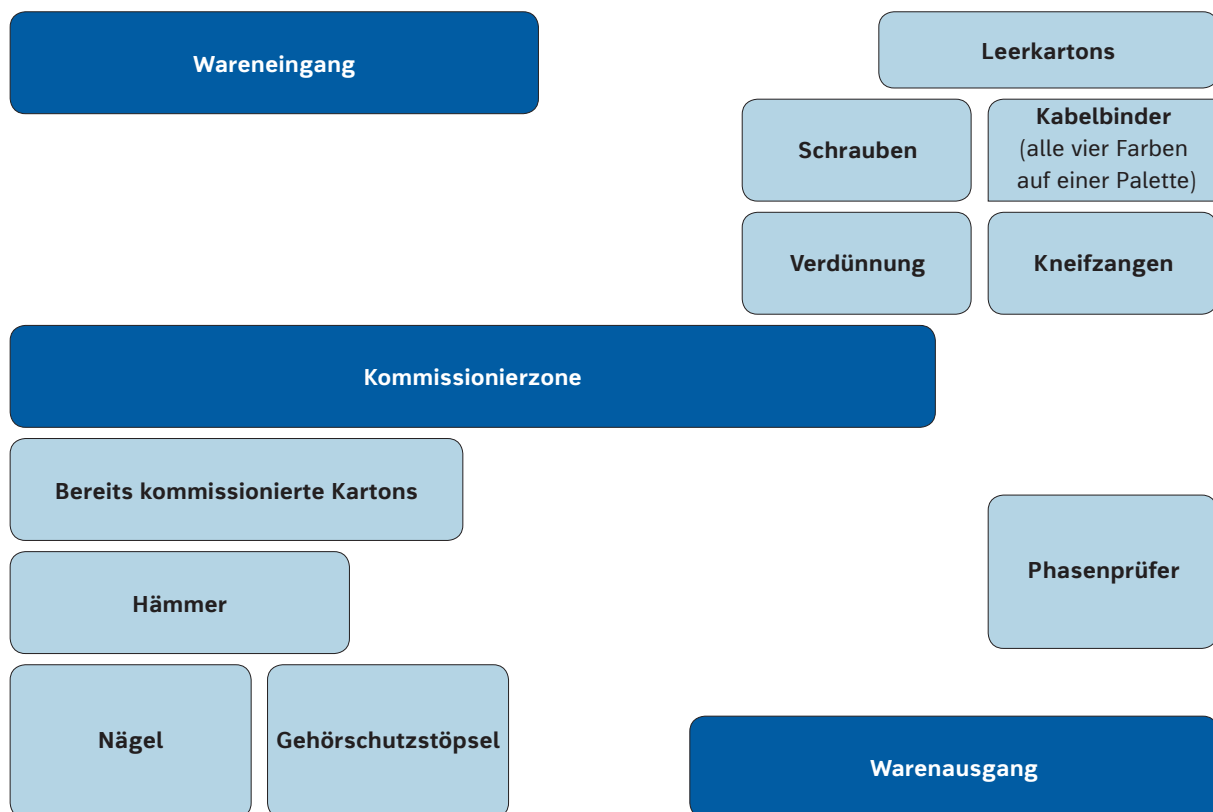 Wareneingang
Leerkartons
Schrauben
Kabelbinder
(alle vier Farben
auf einer Palette)
Verdünnung
Kneifzangen
Kommissionierzone
Bereits kommissionierte Kartons
Phasenprüfer
Hämmer
Nägel
Gehörschutzstöpsel
Warenausgang